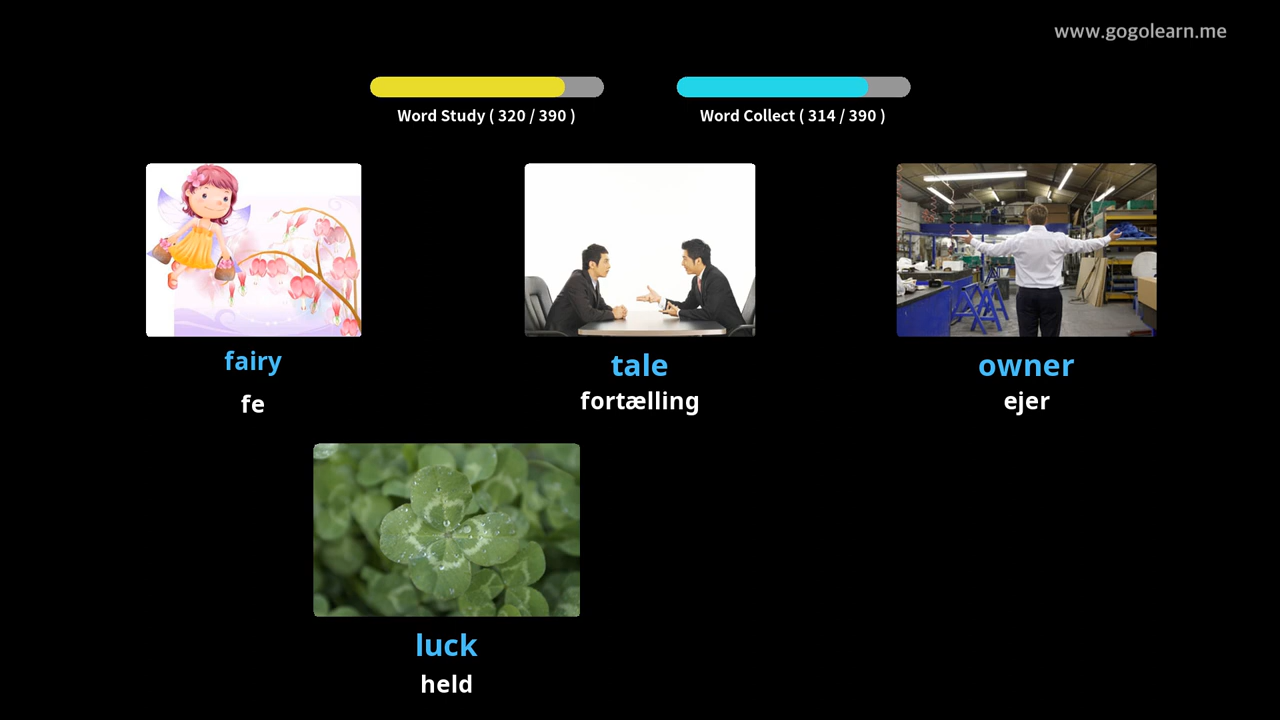 www.gogolearn.me
Word Study ( 320 / 390 )
Word Collect ( 314 / 390 )
fairy
fe
tale
fortælling
owner
ejer
luck
held